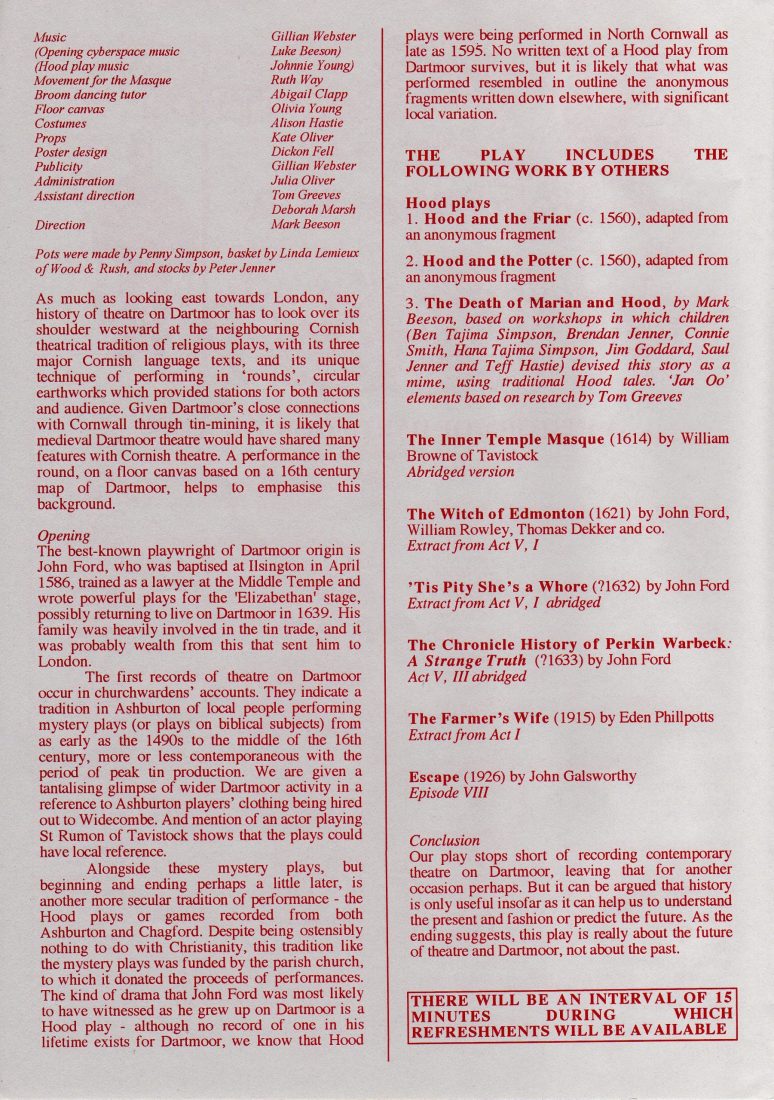 Music Gillian Webster
(Opening cyberspace music Luke Beeson)
(Hood play music Johnnie Young)
Movement for the Masque Ruth Way
Broom dancing tutor Abigail Clapp
Floor canvas Olivia Young
Costumes Alison Hastie
Props Kate Oliver
Poster design Dickon Fell
Publicity Gillian Webster
Administration Julia Oliver
Assistant direction Tom Greeves
Deborah Marsh
Direction Mark Beeson
Pots were made by Penny Simpson, basket by Linda Lemieux
of Wood & Rush, and stocks by Peter Jenner
As much as looking east towards London, any
history of theatre on Dartmoor has to look over its
shoulder westward at the neighbouring Cornish
theatrical tradition of religious plays, with its three
major Cornish language texts, and its unique
technique of performing in ‘rounds’, circular
earthworks which provided stations for both actors
and audience. Given Dartmoor’s close connections
with Cornwall through tin-mining, it is likely that
medieval Dartmoor theatre would have shared many
features with Cornish theatre. A performance in the
round, on a floor canvas based on a 16th century
map of Dartmoor, helps to emphasise this
background.
Opening
The best-known playwright of Dartmoor origin is
John Ford, who was baptised at Ilsington in April
1586, trained as a lawyer at the Middle Temple and
wrote powerful plays for the 'Elizabethan' stage,
possibly returning to live on Dartmoor in 1639. His
family was heavily involved in the tin trade, and it
was probably wealth from this that sent him to
London.
The first records of theatre on Dartmoor
occur in churchwardens’ accounts. They indicate a
tradition in Ashburton of local people performing
mystery plays (or plays on biblical subjects) from
as early as the 1490s to the middle of the 16th
century, more or less contemporaneous with the
period of peak tin production. We are given a
tantalising glimpse of wider Dartmoor activity in a
reference to Ashburton players’ clothing being hired
out to Widecombe. And mention of an actor playing
St Rumon of Tavistock shows that the plays could
have local reference.
Alongside these mystery plays, but
beginning and ending perhaps a little later, is
another more secular tradition of performance - the
Hood plays or games recorded from both
Ashburton and Chagford. Despite being ostensibly
nothing to do with Christianity, this tradition like
the mystery plays was funded by the parish church,
to which it donated the proceeds of performances.
The kind of drama that John Ford was most likely
to have witnessed as he grew up on Dartmoor is a
Hood play - although no record of one in his
lifetime exists for Dartmoor, we know that Hood
plays were being performed in North Cornwall as
late as 1595. No written text of a Hood play from
Dartmoor survives, but it is likely that what was
performed resembled in outline the anonymous
fragments written down elsewhere, with significant
local variation.
THE PLAY INCLUDES THE
FOLLOWING WORK BY OTHERS
Hood plays
1. Hood and the Friar (c. 1560), adapted from
an anonymous fragment
2. Hood and the Potter (c. 1560), adapted from
an anonymous fragment
3. The Death of Marian and Hood, by Mark
Beeson, based on workshops in which children
(Ben Tajima Simpson, Brendan Jenner, Connie
Smith, Hana Tajima Simpson, Jim Goddard, Saul
Jenner and Teff Hastie) devised this story as a
mime, using traditional Hood tales. ‘Jan Oo’
elements based on research by Tom Greeves
The Inner Temple Masque (1614) by William
Browne of Tavistock
Abridged version
The Witch of Edmonton (1621) by John Ford,
William Rowley, Thomas Dekker and co.
Extract from Act V, I
’Tis Pity She’s a Whore (?1632) by John Ford
Extract from Act V, I abridged
The Chronicle History of Perkin Warbeck:
A Strange Truth (?1633) by John Ford
Act V, III abridged
The Farmer’s Wife (1915) by Eden Phillpotts
Extract from Act I
Escape (1926) by John Galsworthy
Episode VIII
Conclusion
Our play stops short of recording contemporary
theatre on Dartmoor, leaving that for another
occasion perhaps. But it can be argued that history
is only useful insofar as it can help us to understand
the present and fashion or predict the future. As the
ending suggests, this play is really about the future
of theatre and Dartmoor, not about the past.
THERE WILL BE AN INTERVAL OF 15
MINUTES DURING WHICH
REFRESHMENTS WILL BE AVAILABLE